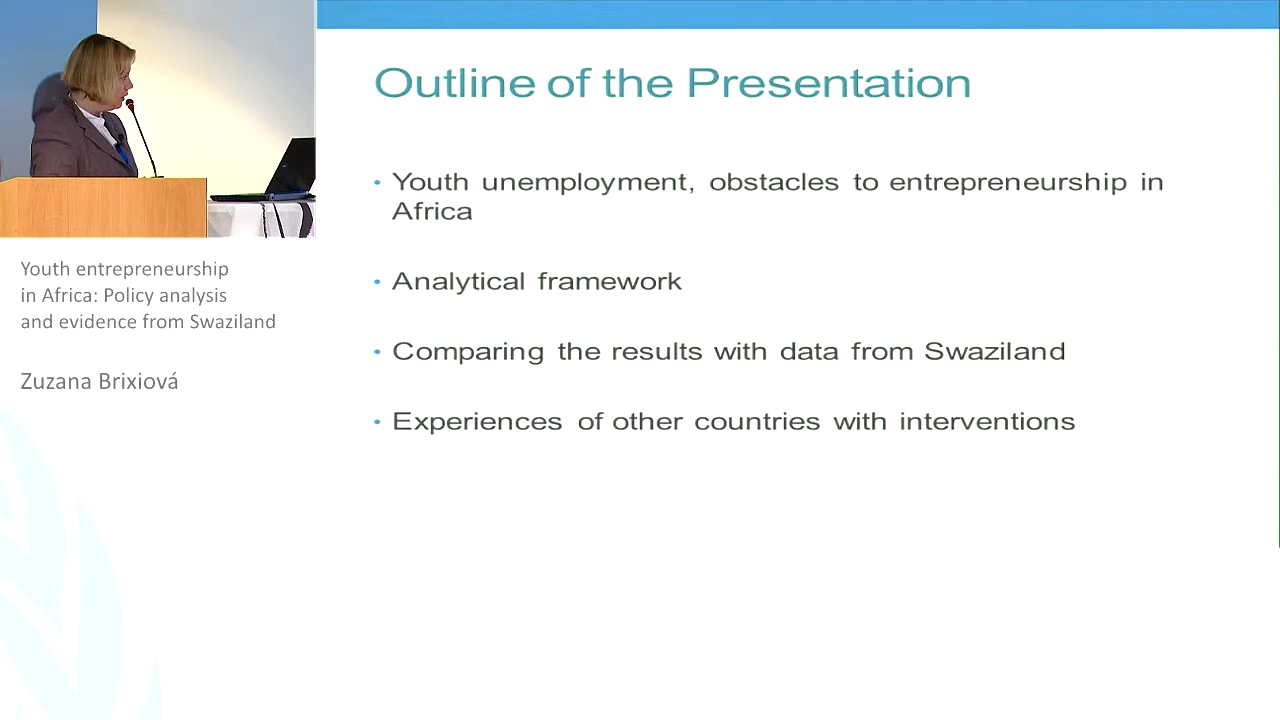 Outline of the Presentation
• Youth unemployment, obstacles to entrepreneurship in
Africa
• Analytical framework
• Comparing the results with data from Swaziland
• Experiences of other countries with interventions
Youth entrepreneurship
in Africa: Policy analysis
and evidence from Swaziland
Zuzana Brixiová